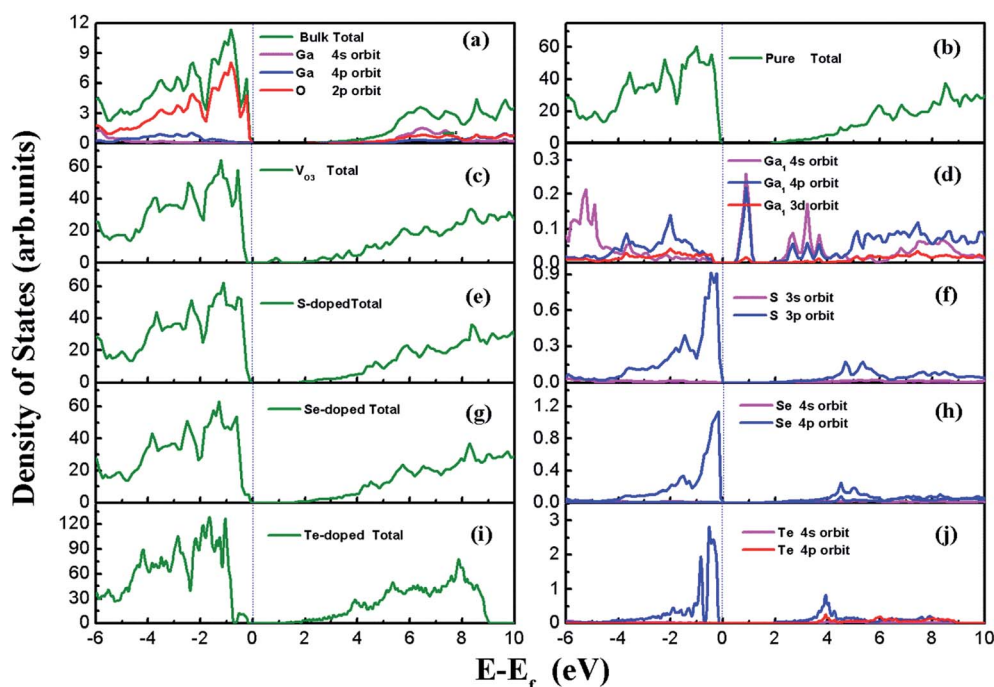 Density of States (arb.units)
12
9
6
3
0
(a)
Bulk Total
Ga 4s orbit
Ga 4p orbit
O 2p orbit
60
40
20
0
(b)
Pure Total
60
40
20
0
(c)
V_O3 Total
0.3
0.2
0.1
0.0
(d)
Ga1 4s orbit
Ga1 4p orbit
Ga1 3d orbit
60
40
20
0
(e)
S-dopedTotal
0.9
0.6
0.3
0.0
(f)
S 3s orbit
S 3p orbit
60
40
20
0
(g)
Se-doped Total
1.2
0.8
0.4
0.0
(h)
Se 4s orbit
Se 4p orbit
120
90
60
30
0
(i)
Te-doped Total
3
2
1
0
(j)
Te 4s orbit
Te 4p orbit
-6 -4 -2 0 2 4 6 8 10
-6 -4 -2 0 2 4 6 8 10
E-Ef (eV)